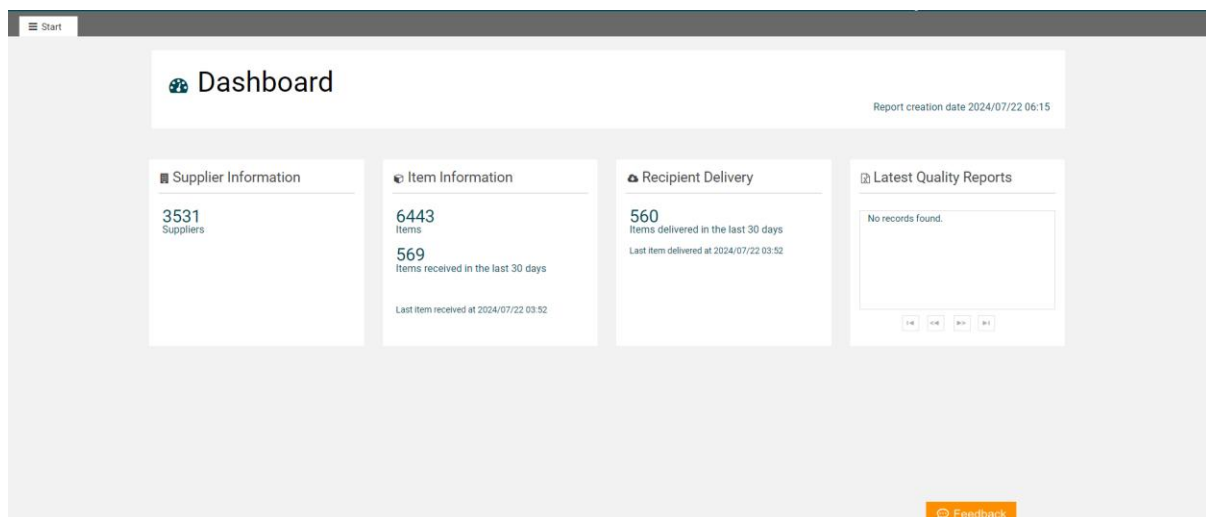 Start
Dashboard
Report creation date 2024/07/22 06:15
Supplier Information
3531
Suppliers
Item Information
6443
Items
569
Items received in the last 30 days
Last item received at 2024/07/22 03:52
Recipient Delivery
560
Items delivered in the last 30 days
Last item delivered at 2024/07/22 03:52
Latest Quality Reports
No records found.
Feedback